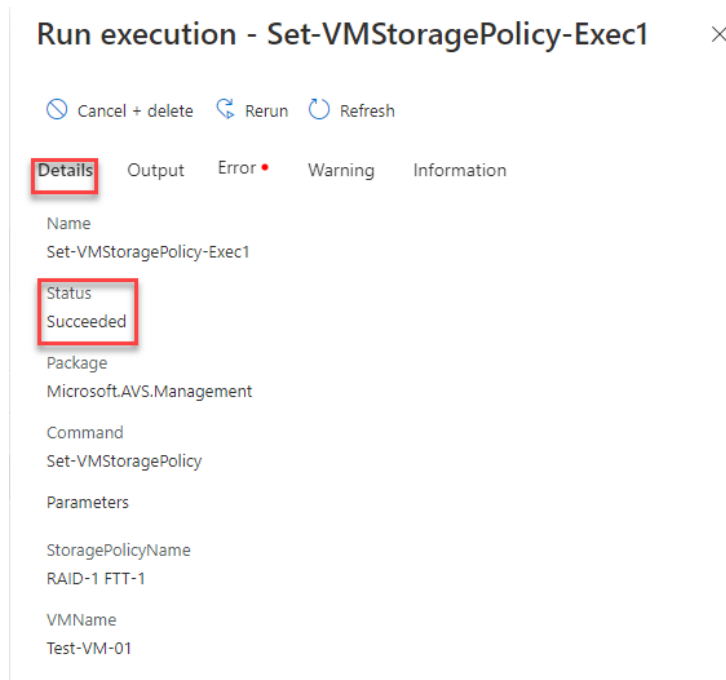 Run execution - Set-VMStoragePolicy-Exec1
Cancel + delete Rerun Refresh
Details Output Error Warning Information
Name
Set-VMStoragePolicy-Exec1
Status
Succeeded
Package
Microsoft.AVS.Management
Command
Set-VMStoragePolicy
Parameters
StoragePolicyName
RAID-1 FTT-1
VMName
Test-VM-01